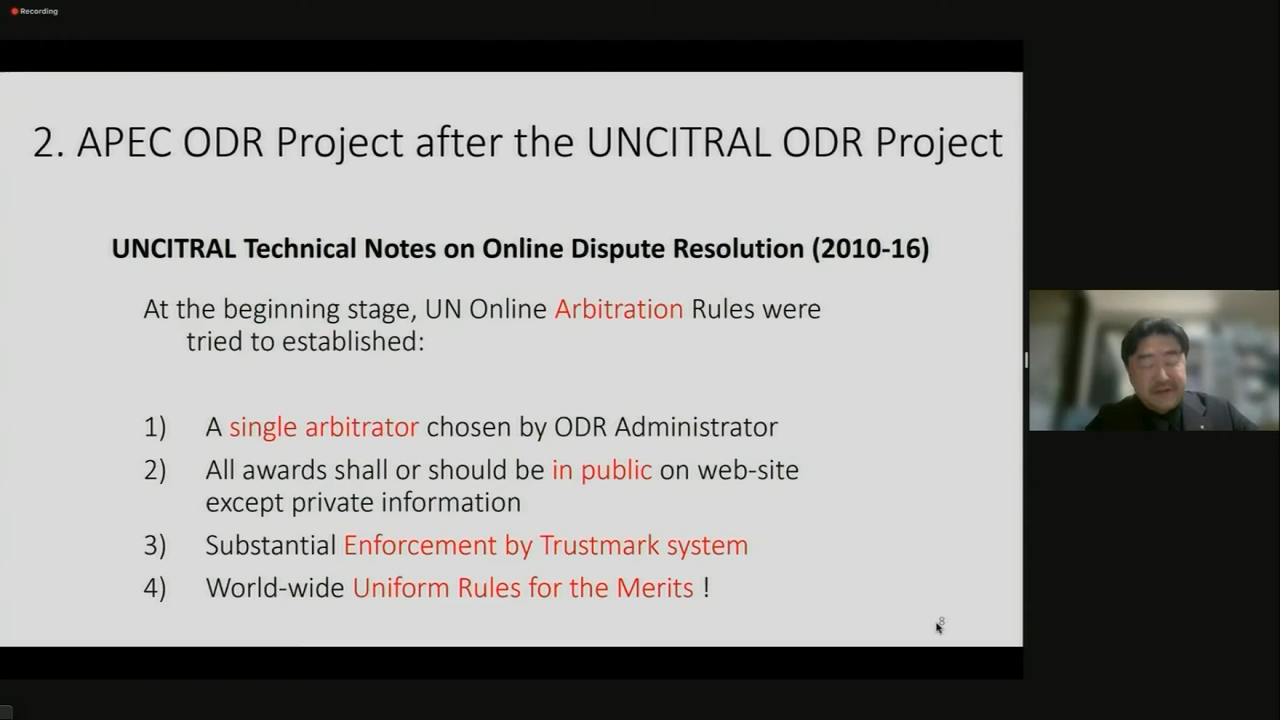 Recording
2. APEC ODR Project after the UNCITRAL ODR Project
UNCITRAL Technical Notes on Online Dispute Resolution (2010-16)
At the beginning stage, UN Online Arbitration Rules were
tried to established:
1) A single arbitrator chosen by ODR Administrator
2) All awards shall or should be in public on web-site
except private information
3) Substantial Enforcement by Trustmark system
4) World-wide Uniform Rules for the Merits !
8